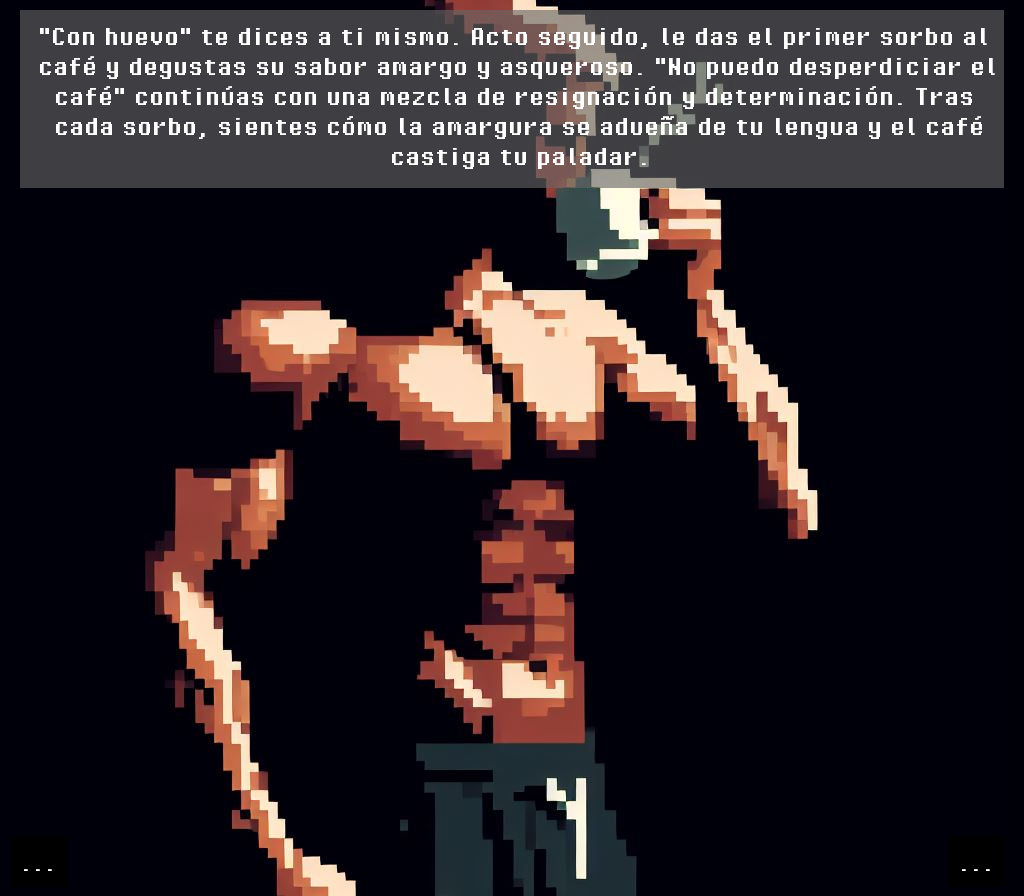 "Con huevo" te dices a ti mismo. Acto seguido, le das el primer sorbo al
café y degustas su sabor amargo y asqueroso. "No puedo desperdiciar el
café" continúas con una mezcla de resignación y determinación. Tras
cada sorbo, sientes cómo la amargura se adueña de tu lengua y el café
castiga tu paladar.
...
...